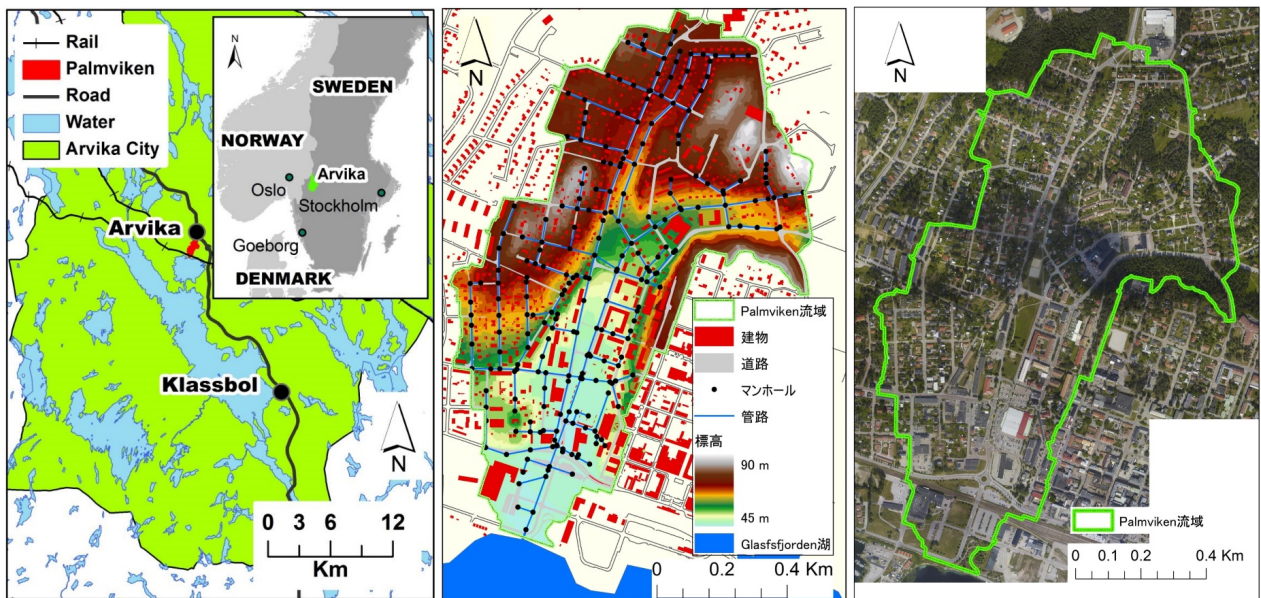 Rail
Palmviken
Road
Water
Arvika City
N
SWEDEN
NORWAY
Arvika
Oslo
Stockholm
Goeborg
DENMARK
Arvika
Klassbol
N
0 3 6 12
Km
N
Palmviken流域
建物
道路
マンホール
管路
標高
90 m
45 m
Glasfsfjorden湖
0 0.2 0.4 Km
N
Palmviken流域
0 0.1 0.2 0.4 Km